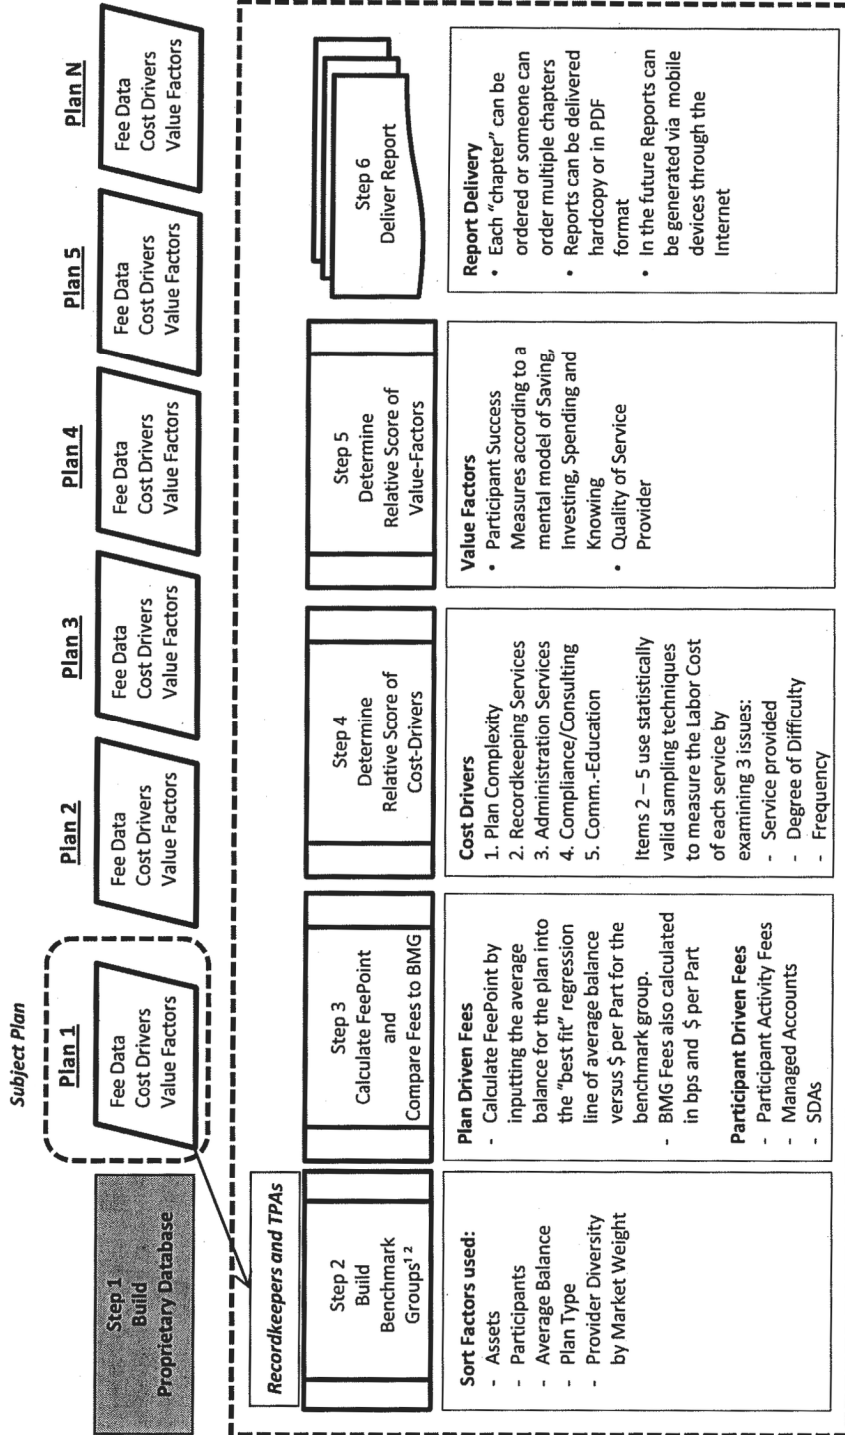 Subject Plan
Step 1
Build
Proprietary Database
Plan 1
Fee Data
Cost Drivers
Value Factors
Plan 2
Fee Data
Cost Drivers
Value Factors
Plan 3
Fee Data
Cost Drivers
Value Factors
Plan 4
Fee Data
Cost Drivers
Value Factors
Plan 5
Fee Data
Cost Drivers
Value Factors
Plan N
Fee Data
Cost Drivers
Value Factors
Recordkeepers and TPAs
Step 2
Build
Benchmark
Groups¹ ²
Sort Factors used:
- Assets
- Participants
- Average Balance
- Plan Type
- Provider Diversity
by Market Weight
Step 3
Calculate FeePoint
and
Compare Fees to BMG
Plan Driven Fees
- Calculate FeePoint by
inputting the average
balance for the plan into
the "best fit" regression
line of average balance
versus $ per Part for the
benchmark group.
- BMG Fees also calculated
in bps and $ per Part
Participant Driven Fees
- Participant Activity Fees
- Managed Accounts
- SDAs
Step 4
Determine
Relative Score of
Cost-Drivers
Cost Drivers
1. Plan Complexity
2. Recordkeeping Services
3. Administration Services
4. Compliance/Consulting
5. Comm.-Education
Items 2 – 5 use statistically
valid sampling techniques
to measure the Labor Cost
of each service by
examining 3 issues:
- Service provided
- Degree of Difficulty
- Frequency
Step 5
Determine
Relative Score of
Value-Factors
Value Factors
• Participant Success
Measures according to a
mental model of Saving,
Investing, Spending and
Knowing
• Quality of Service
Provider
Step 6
Deliver Report
Report Delivery
• Each "chapter" can be
ordered or someone can
order multiple chapters
• Reports can be delivered
hardcopy or in PDF
format
• In the future Reports can
be generated via mobile
devices through the
Internet